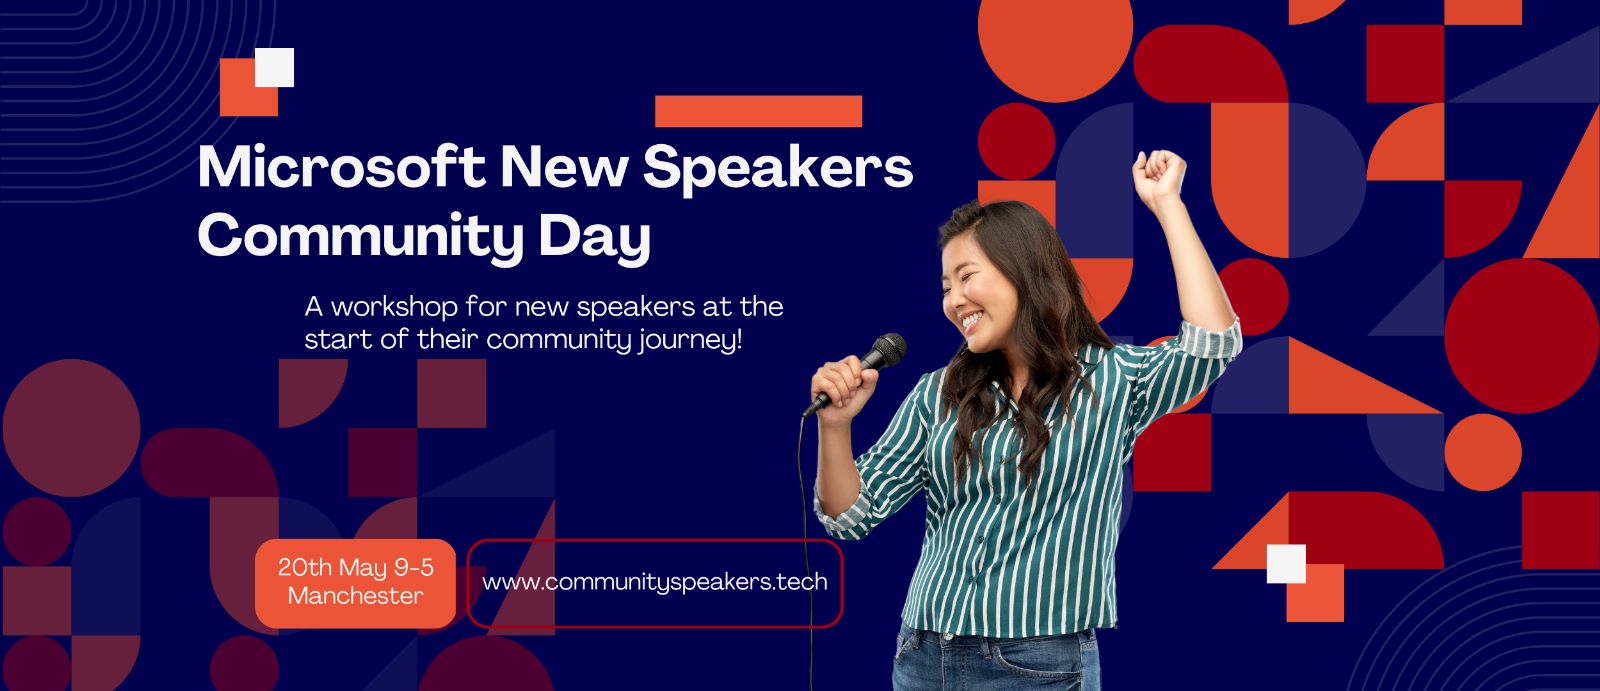 Microsoft New Speakers
Community Day
A workshop for new speakers at the
start of their community journey!
20th May 9-5
Manchester
www.communityspeakers.tech